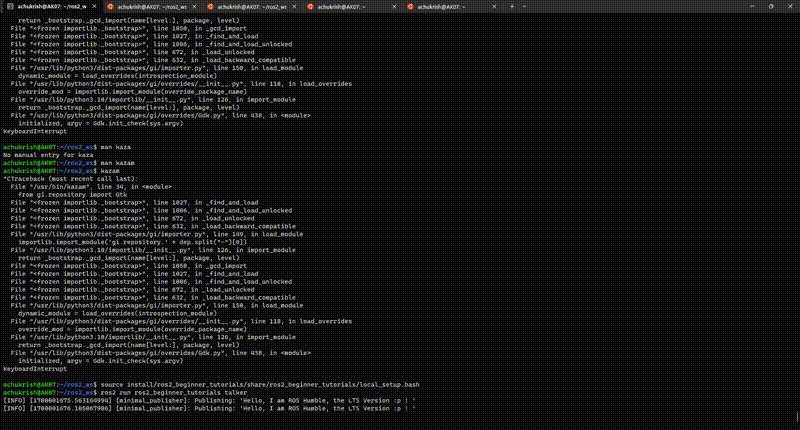 achukrish@AK07: ~/ros2_w
achukrish@AK07: ~/ros2_ws
achukrish@AK07: ~/ros2_ws
achukrish@AK07: ~
achukrish@AK07: ~
return _bootstrap._gcd_import(name[level:], package, level)
File "<frozen importlib._bootstrap>", line 1050, in _gcd_import
File "<frozen importlib._bootstrap>", line 1027, in _find_and_load
File "<frozen importlib._bootstrap>", line 1006, in _find_and_load_unlocked
File "<frozen importlib._bootstrap>", line 672, in _load_unlocked
File "<frozen importlib._bootstrap>", line 632, in _load_backward_compatible
File "/usr/lib/python3/dist-packages/gi/importer.py", line 150, in load_module
dynamic_module = load_overrides(introspection_module)
File "/usr/lib/python3/dist-packages/gi/overrides/__init__.py", line 118, in load_overrides
override_mod = importlib.import_module(override_package_name)
File "/usr/lib/python3.10/importlib/__init__.py", line 126, in import_module
return _bootstrap._gcd_import(name[level:], package, level)
File "/usr/lib/python3/dist-packages/gi/overrides/Gdk.py", line 438, in <module>
initialized, argv = Gdk.init_check(sys.argv)
KeyboardInterrupt
achukrish@AK07:~/ros2_ws$ man kaza
No manual entry for kaza
achukrish@AK07:~/ros2_ws$ man kazam
achukrish@AK07:~/ros2_ws$ kazam
^CTraceback (most recent call last):
File "/usr/bin/kazam", line 34, in <module>
from gi.repository import Gtk
File "<frozen importlib._bootstrap>", line 1027, in _find_and_load
File "<frozen importlib._bootstrap>", line 1006, in _find_and_load_unlocked
File "<frozen importlib._bootstrap>", line 672, in _load_unlocked
File "<frozen importlib._bootstrap>", line 632, in _load_backward_compatible
File "/usr/lib/python3/dist-packages/gi/importer.py", line 149, in load_module
importlib.import_module('gi.repository.' + dep.split("-")[0])
File "/usr/lib/python3.10/importlib/__init__.py", line 126, in import_module
return _bootstrap._gcd_import(name[level:], package, level)
File "<frozen importlib._bootstrap>", line 1050, in _gcd_import
File "<frozen importlib._bootstrap>", line 1027, in _find_and_load
File "<frozen importlib._bootstrap>", line 1006, in _find_and_load_unlocked
File "<frozen importlib._bootstrap>", line 672, in _load_unlocked
File "<frozen importlib._bootstrap>", line 632, in _load_backward_compatible
File "/usr/lib/python3/dist-packages/gi/importer.py", line 150, in load_module
dynamic_module = load_overrides(introspection_module)
File "/usr/lib/python3/dist-packages/gi/overrides/__init__.py", line 118, in load_overrides
override_mod = importlib.import_module(override_package_name)
File "/usr/lib/python3.10/importlib/__init__.py", line 126, in import_module
return _bootstrap._gcd_import(name[level:], package, level)
File "/usr/lib/python3/dist-packages/gi/overrides/Gdk.py", line 438, in <module>
initialized, argv = Gdk.init_check(sys.argv)
KeyboardInterrupt
achukrish@AK07:~/ros2_ws$ source install/ros2_beginner_tutorials/share/ros2_beginner_tutorials/local_setup.bash
achukrish@AK07:~/ros2_ws$ ros2 run ros2_beginner_tutorials talker
[INFO] [1700001675.563164994] [minimal_publisher]: Publishing: 'Hello, I am ROS Humble, the LTS Version :p ! '
[INFO] [1700001676.105067906] [minimal_publisher]: Publishing: 'Hello, I am ROS Humble, the LTS Version :p ! '